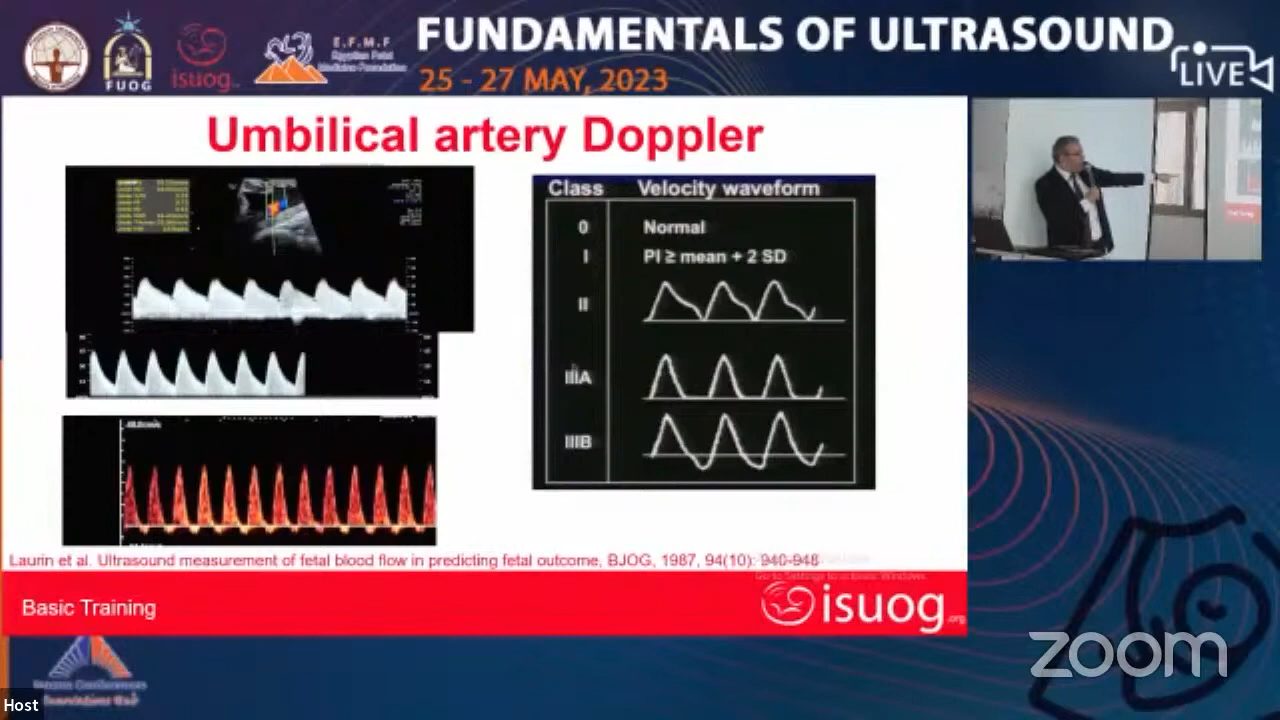 FUNDAMENTALS OF ULTRASOUND
25 - 27 MAY, 2023
LIVE
FUOG
isuog
E.F.M.F
Egyptian Fetal
Medicine Foundation
Umbilical artery Doppler
Class Velocity waveform
0 Normal
I PI ≥ mean + 2 SD
II
IIIA
IIIB
Laurin et al. Ultrasound measurement of fetal blood flow in predicting fetal outcome, BJOG, 1987, 94(10): 940-948
Go to Settings to activate Windows.
Basic Training
isuog.org
zoom
Host